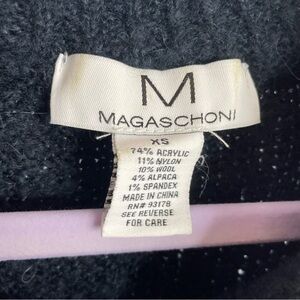 M
MAGASCHONI
XS
74% ACRYLIC
11% NYLON
10% WOOL
4% ALPACA
1% SPANDEX
MADE IN CHINA
RN# 93178
SEE REVERSE
FOR CARE